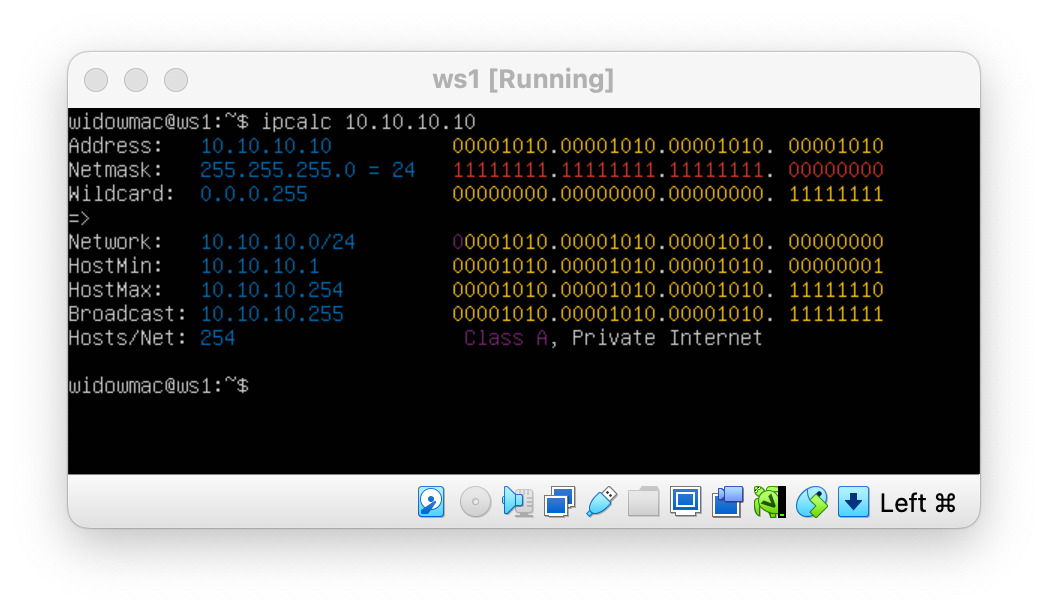 ws1 [Running]
widowmac@ws1:~$ ipcalc 10.10.10.10
Address:   10.10.10.10          00001010.00001010.00001010. 00001010
Netmask:   255.255.255.0 = 24   11111111.11111111.11111111. 00000000
Wildcard:  0.0.0.255            00000000.00000000.00000000. 11111111
=>
Network:   10.10.10.0/24        00001010.00001010.00001010. 00000000
HostMin:   10.10.10.1           00001010.00001010.00001010. 00000001
HostMax:   10.10.10.254         00001010.00001010.00001010. 11111110
Broadcast: 10.10.10.255         00001010.00001010.00001010. 11111111
Hosts/Net: 254                   Class A, Private Internet
widowmac@ws1:~$
Left ⌘